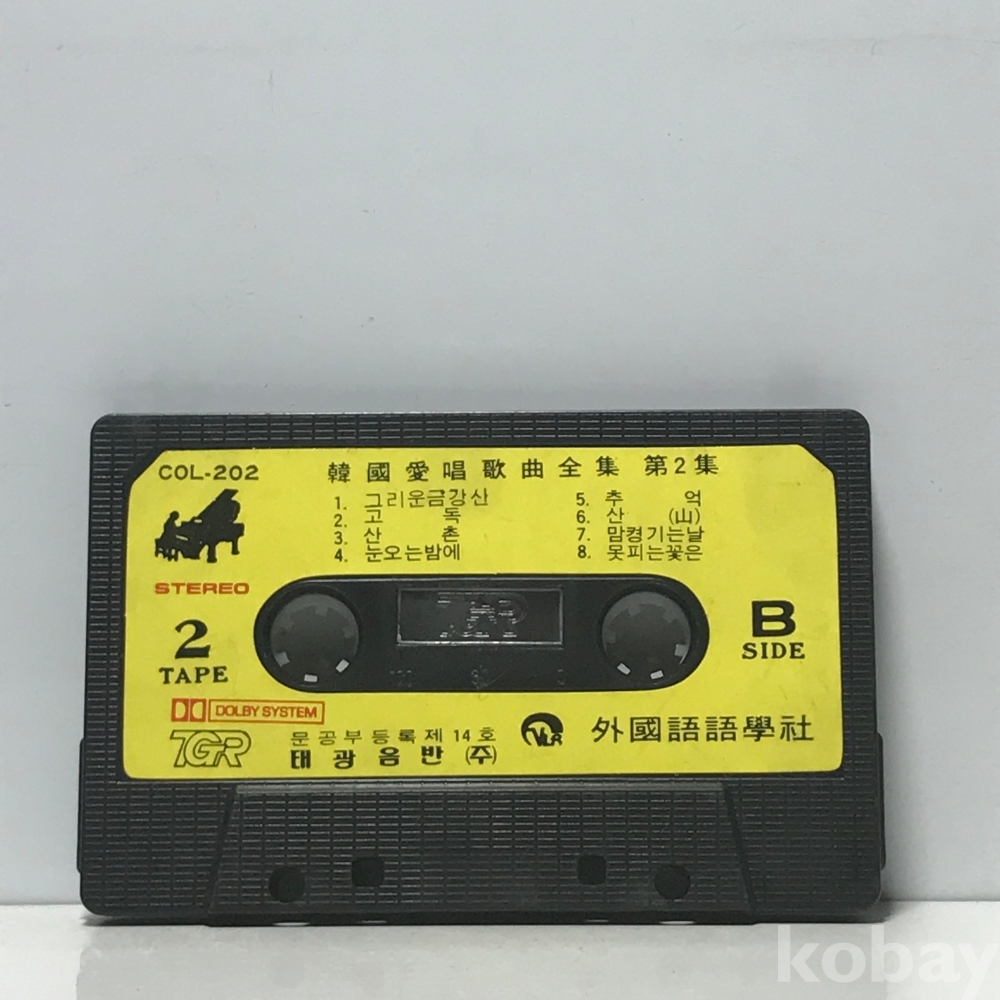 COL-202
韓國愛唱歌曲全集 第2集
1. 그리운금강산
2. 고 독
3. 산 촌
4. 눈오는밤에
5. 추 억
6. 산 (山)
7. 맘켱기는날
8. 못피는꽃은
STEREO
2
TAPE
B
SIDE
DOLBY SYSTEM
TGR
문공부등록제14호
태광음반(주)
外國語語學社
kobay